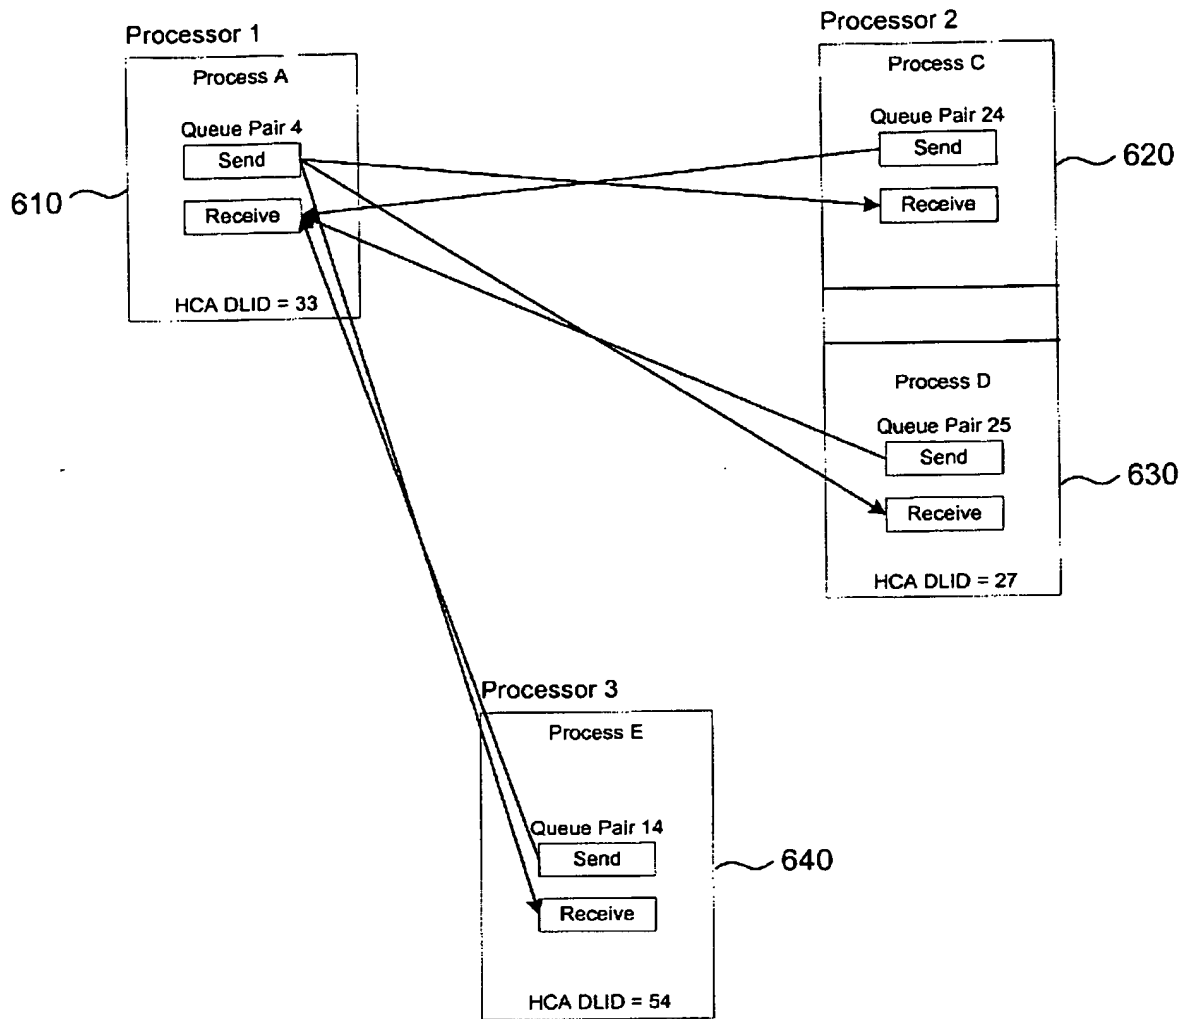 Processor 1
Process A
Queue Pair 4
Send
Receive
HCA DLID = 33
610
Processor 2
Process C
Queue Pair 24
Send
Receive
620
Process D
Queue Pair 25
Send
Receive
HCA DLID = 27
630
Processor 3
Process E
Queue Pair 14
Send
Receive
HCA DLID = 54
640